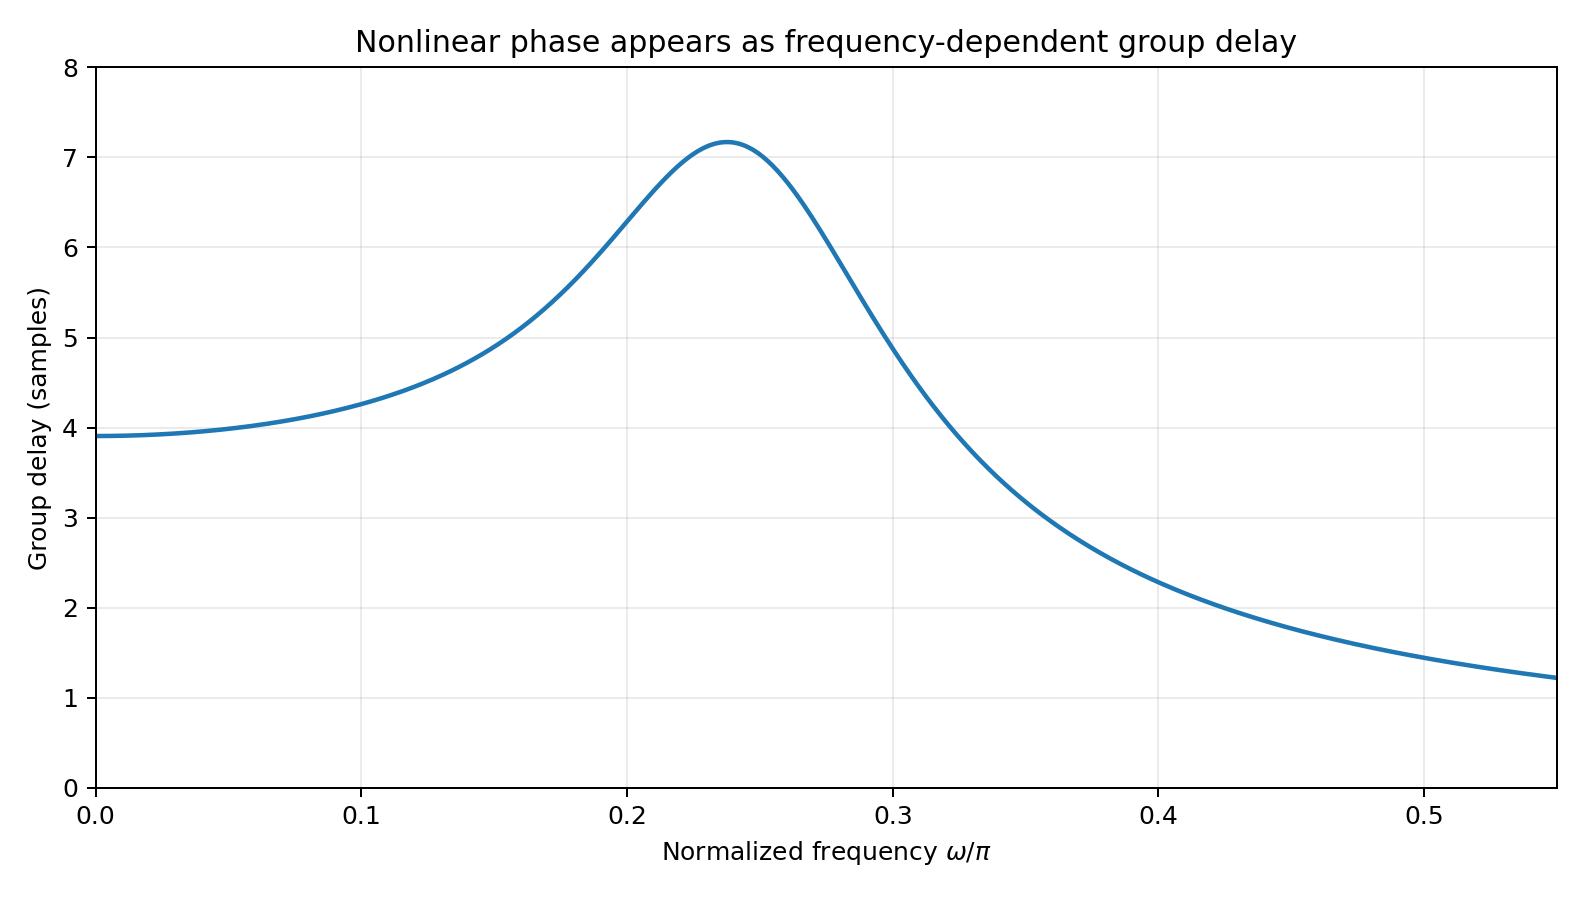 Nonlinear phase appears as frequency-dependent group delay
8
7
6
5
4
3
2
1
0
Group delay (samples)
0.0 0.1 0.2 0.3 0.4 0.5
Normalized frequency ω/π